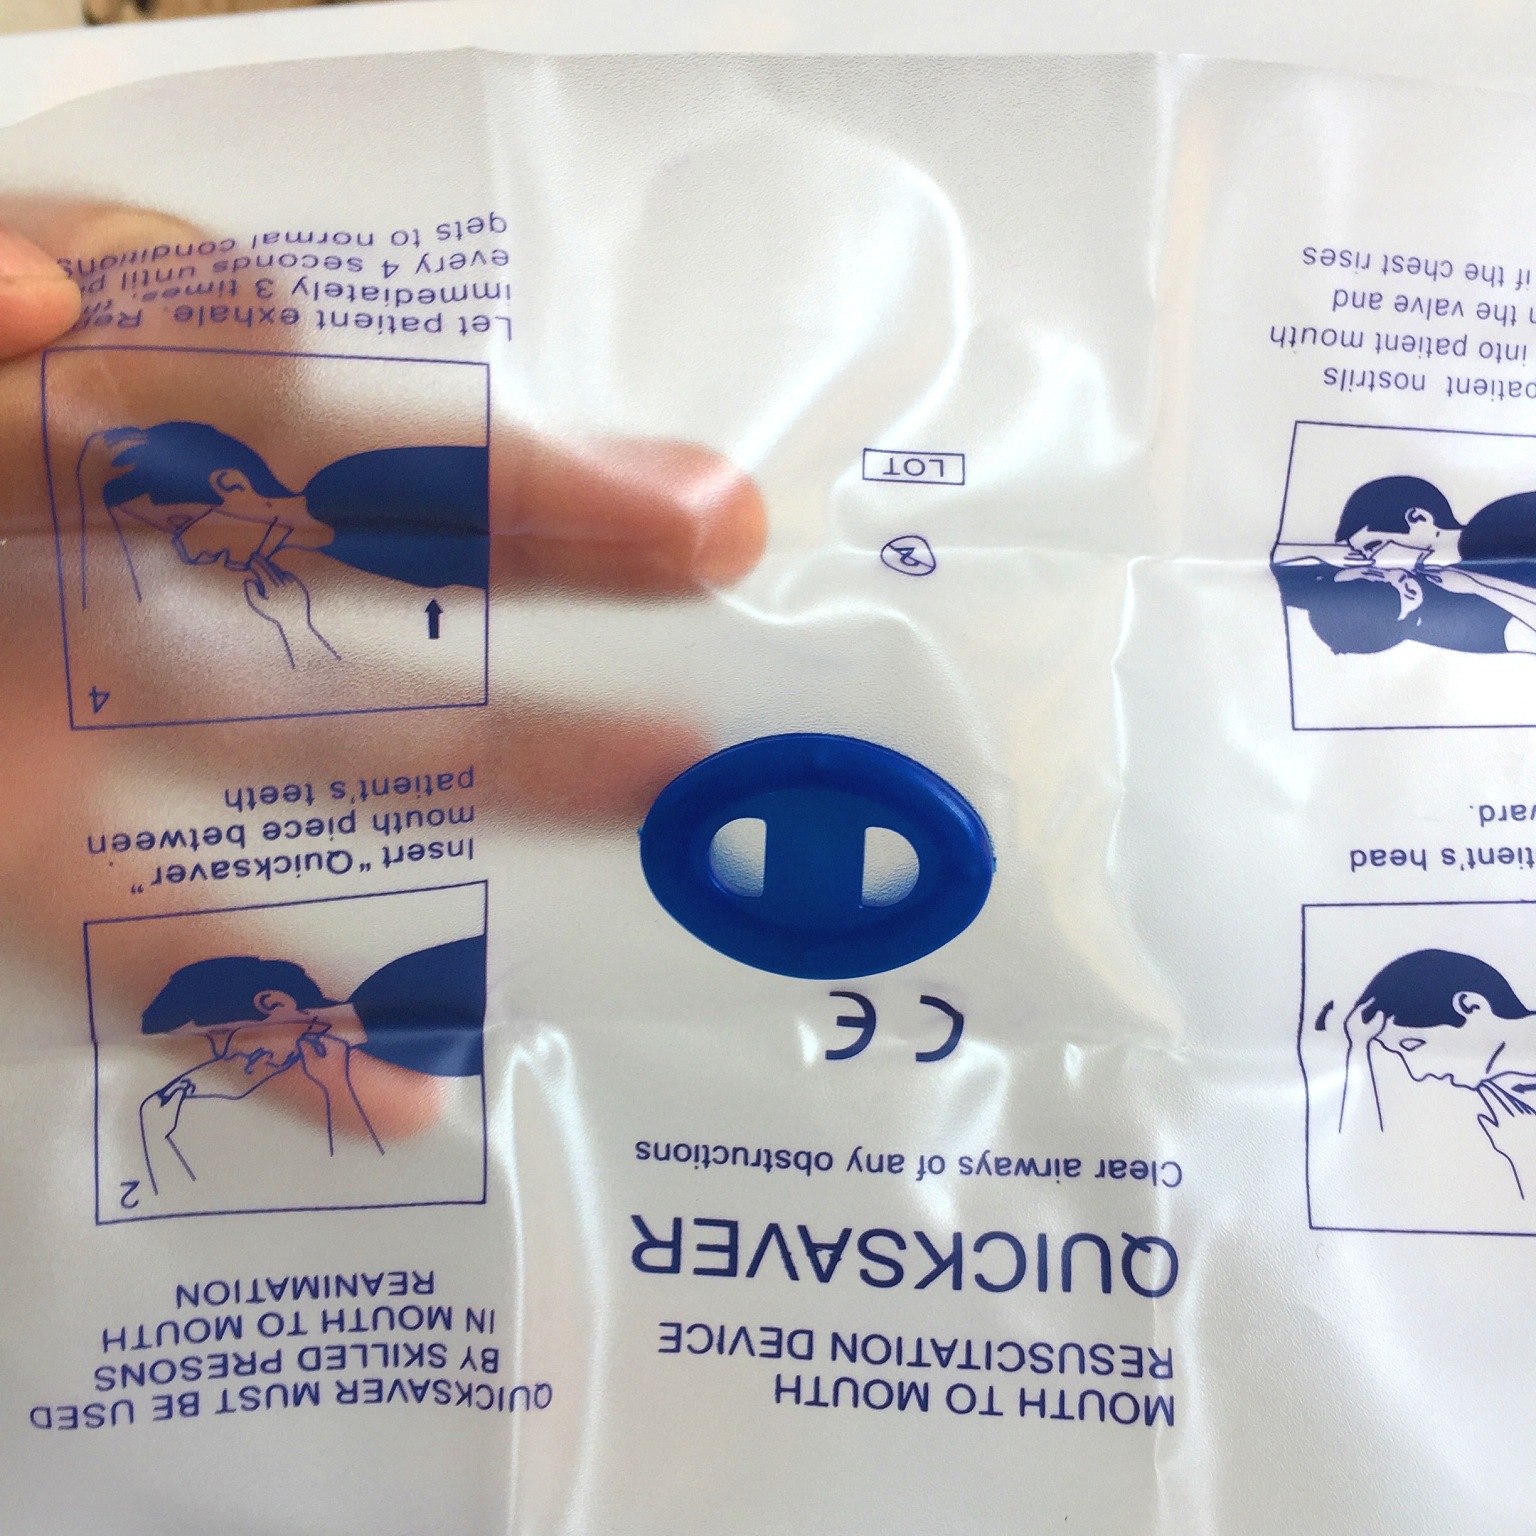 tient's head
ard.
patient nostrils
into patient mouth
the valve and
if the chest rises
MOUTH TO MOUTH
RESUSCITATION DEVICE
QUICKSAVER
Clear airways of any obstructions
CE
2
LOT
QUICKSAVER MUST BE USED
BY SKILLED PRESONS
IN MOUTH TO MOUTH
REANIMATION
2
Insert "Quicksaver"
mouth piece between
patient's teeth
4
Let patient exhale.
immediately 3 times,
every 4 seconds until
gets to normal conditions